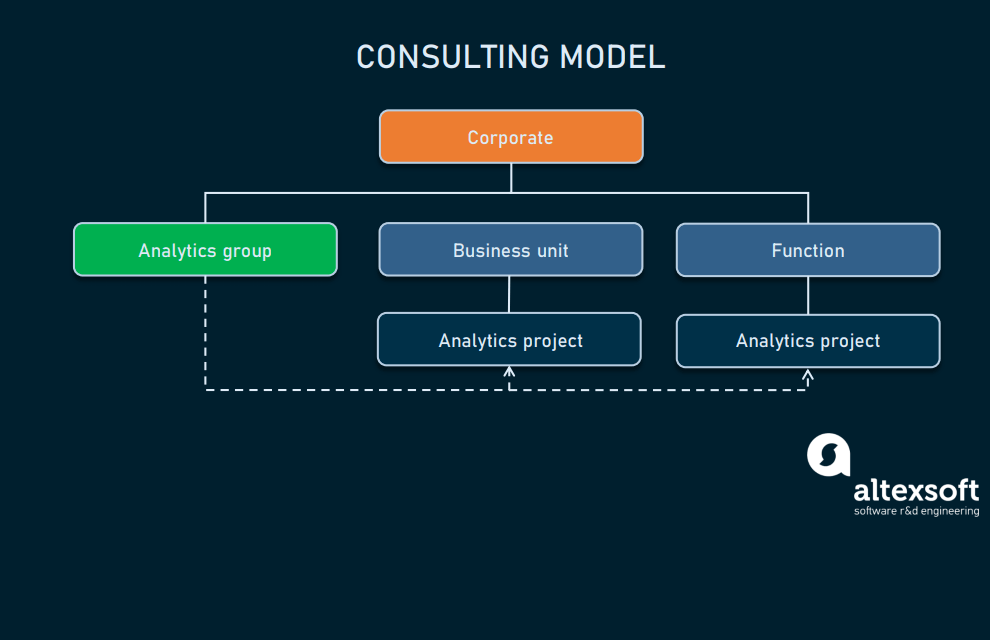 CONSULTING MODEL
Corporate
Analytics group
Business unit
Function
Analytics project
Analytics project
altexsoft
software r&d engineering